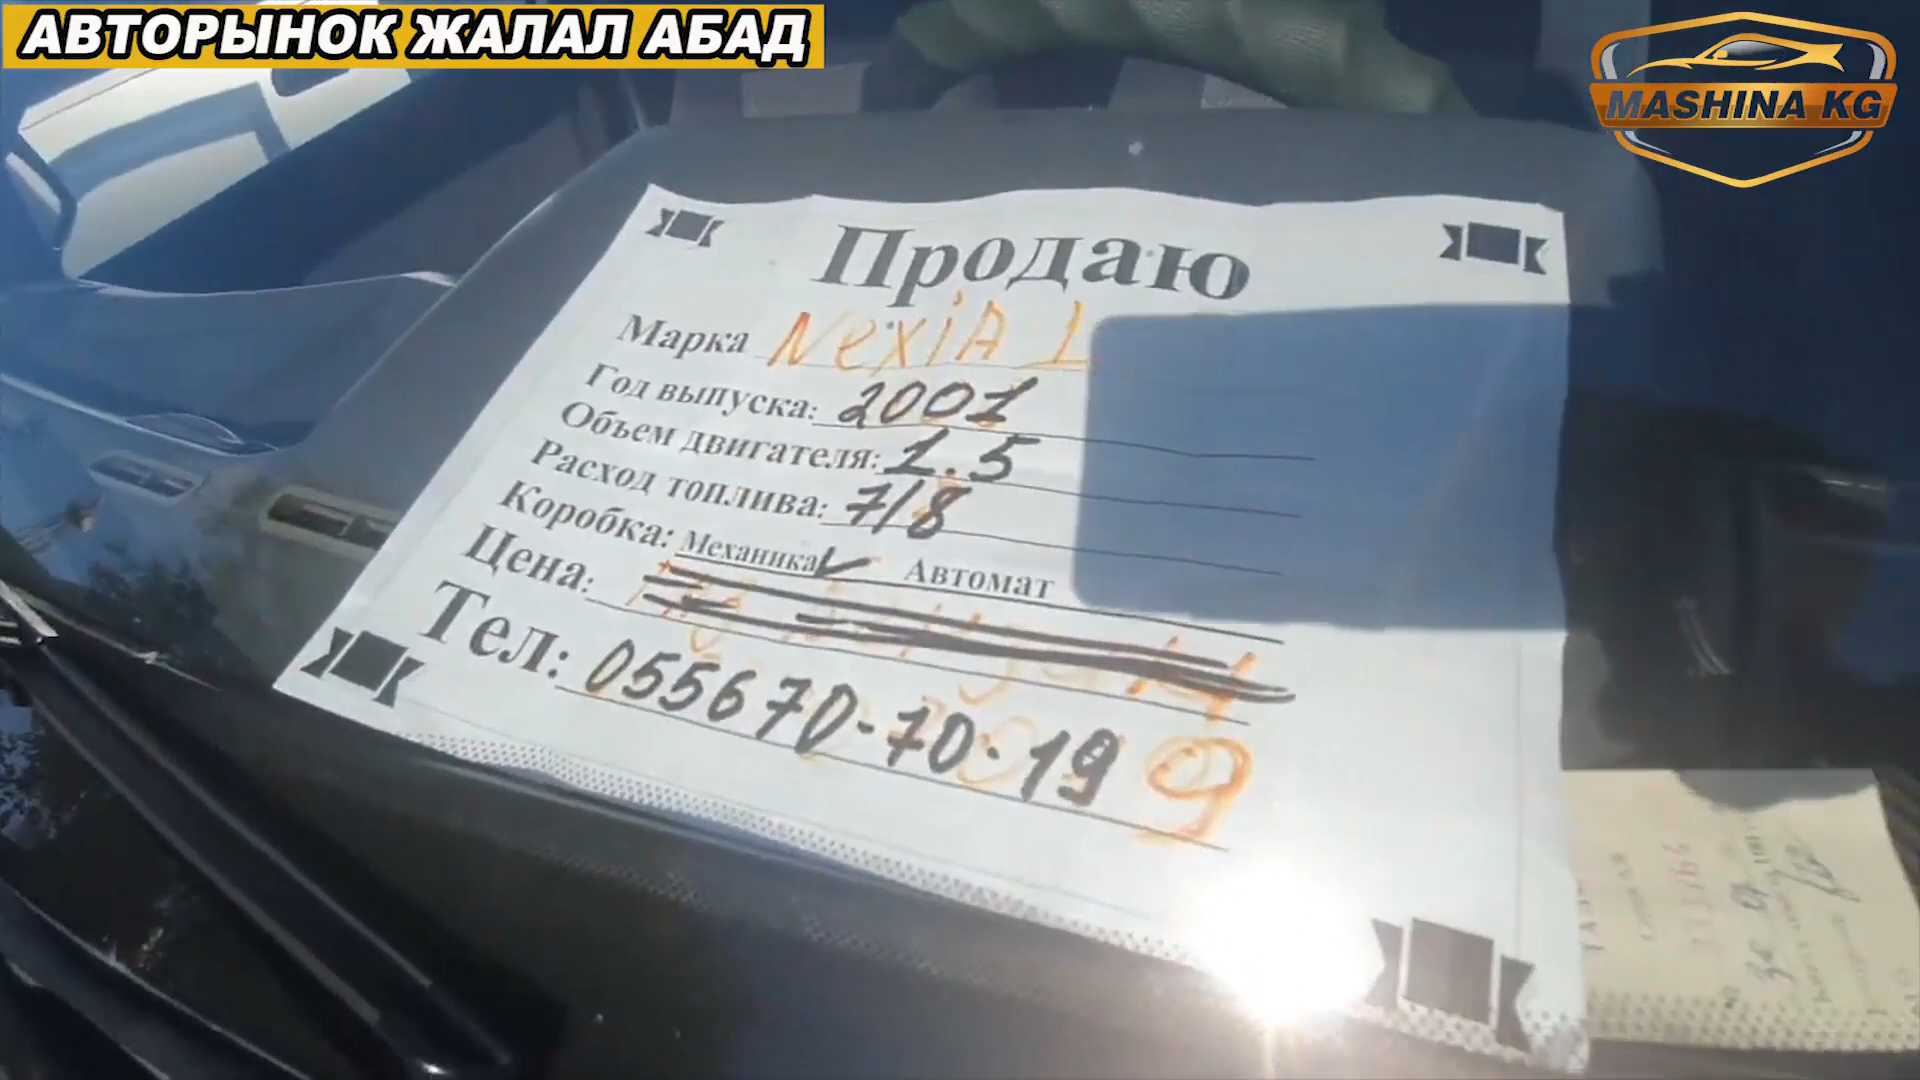 АВТОРЫНОК ЖАЛАЛ АБАД
MASHINA KG
Продаю
Марка Nexia 1
Год выпуска: 2001
Объем двигателя: 1.5
Расход топлива: 7/8
Коробка: Механика ✓ Автомат
Цена:
Тел: 055670-70-19 9